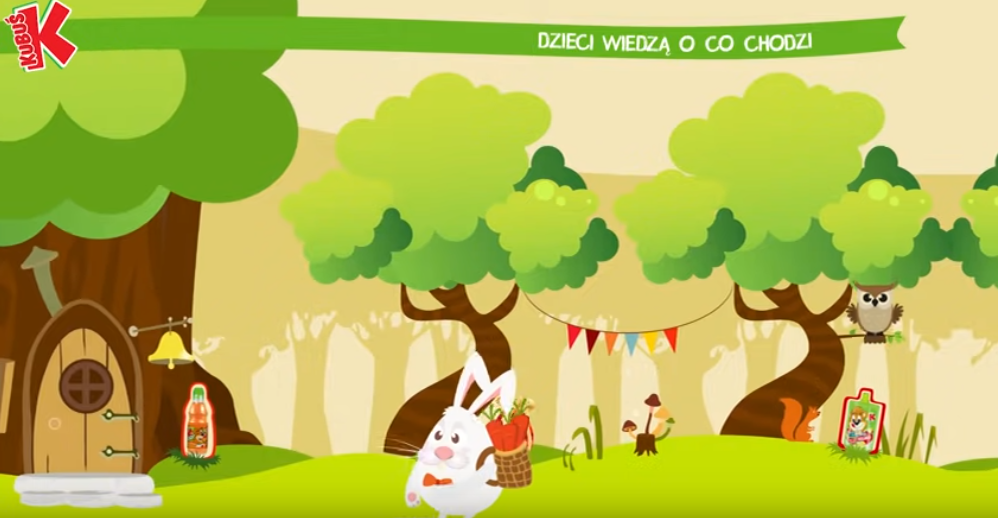 KUBUŚ
DZIECI WIEDZĄ O CO CHODZI